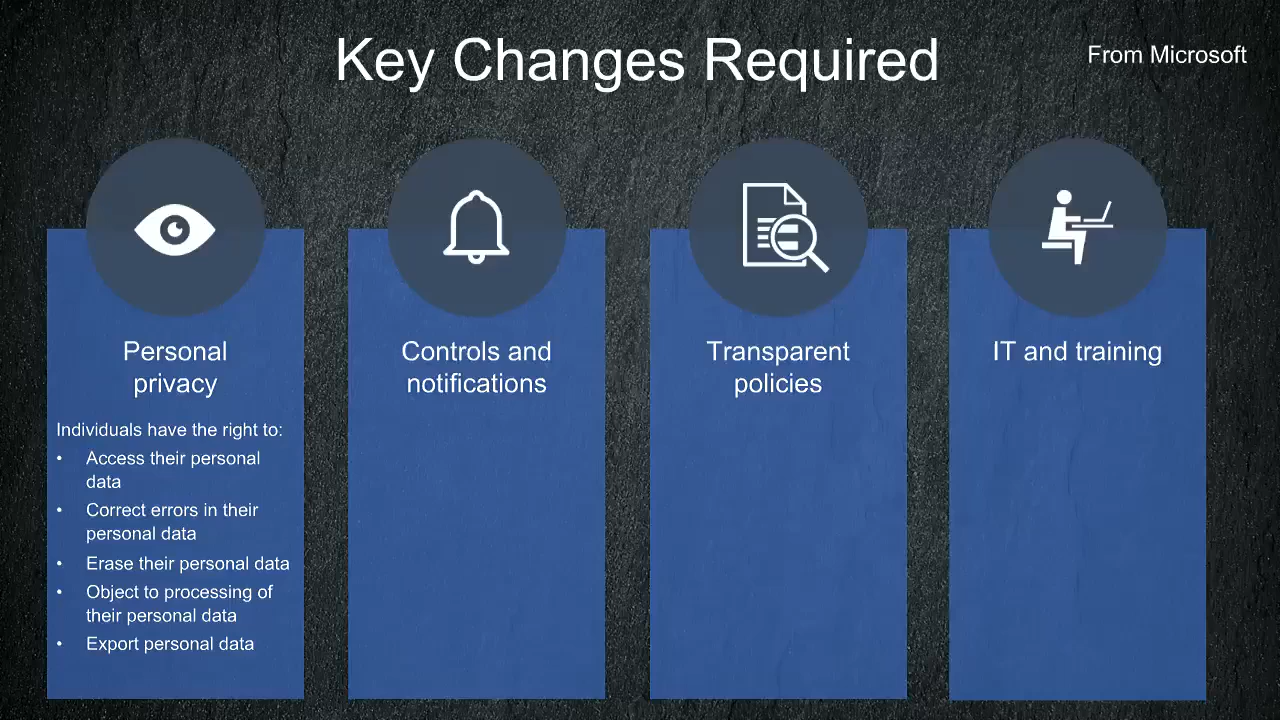 Key Changes Required
From Microsoft
Personal
privacy
Individuals have the right to:
• Access their personal
data
• Correct errors in their
personal data
• Erase their personal data
• Object to processing of
their personal data
• Export personal data
Controls and
notifications
Transparent
policies
IT and training